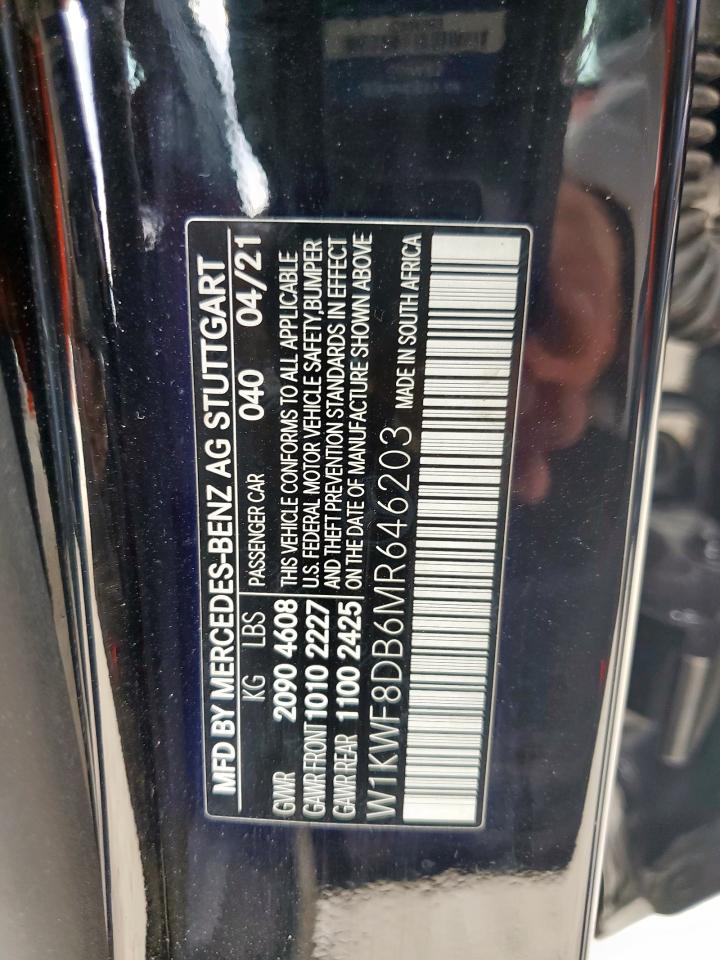 MFD BY MERCEDES-BENZ AG STUTTGART
KG LBS PASSENGER CAR 040 04/21
GWR 2090 4608 THIS VEHICLE CONFORMS TO ALL APPLICABLE
GAWR FRONT 1010 2227 U.S. FEDERAL MOTOR VEHICLE SAFETY,BUMPER
GAWR REAR 1100 2425 AND THEFT PREVENTION STANDARDS IN EFFECT
ON THE DATE OF MANUFACTURE SHOWN ABOVE
W1KWF8DB6MR646203 MADE IN SOUTH AFRICA